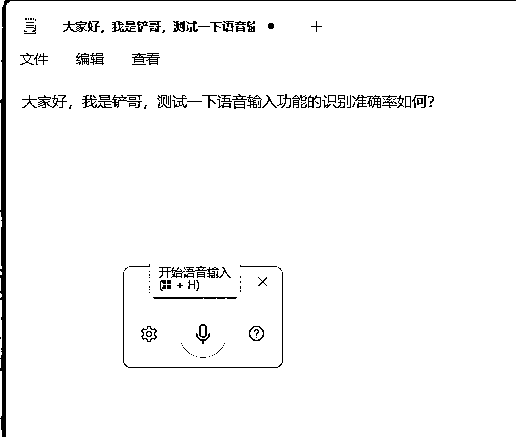 大家好，我是铲哥，测试一下语音输
文件 编辑 查看
大家好，我是铲哥，测试一下语音输入功能的识别准确率如何？
开始语音输入
(⊞ + H)